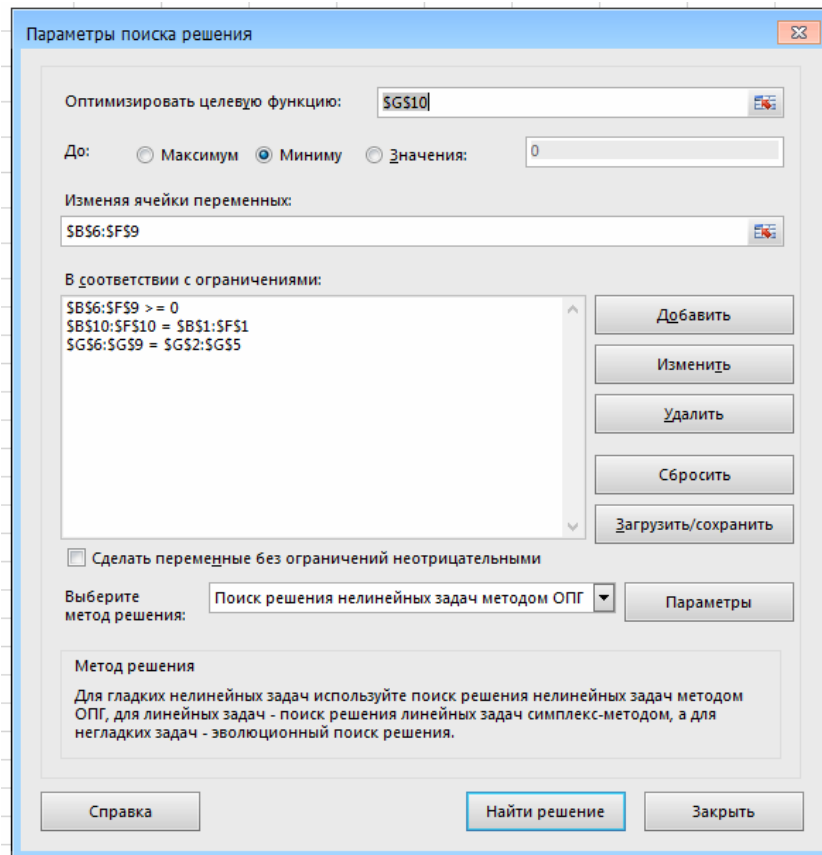 Параметры поиска решения
Оптимизировать целевую функцию:
$G$10
До:
Максимум
Миниму
Значения:
0
Изменяя ячейки переменных:
$B$6:$F$9
В соответствии с ограничениями:
$B$6:$F$9 >= 0
$B$10:$F$10 = $B$1:$F$1
$G$6:$G$9 = $G$2:$G$5
Добавить
Изменить
Удалить
Сбросить
Загрузить/сохранить
Сделать переменные без ограничений неотрицательными
Выберите
метод решения:
Поиск решения нелинейных задач методом ОПГ
Параметры
Метод решения
Для гладких нелинейных задач используйте поиск решения нелинейных задач методом
ОПГ, для линейных задач - поиск решения линейных задач симплекс-методом, а для
негладких задач - эволюционный поиск решения.
Справка
Найти решение
Закрыть